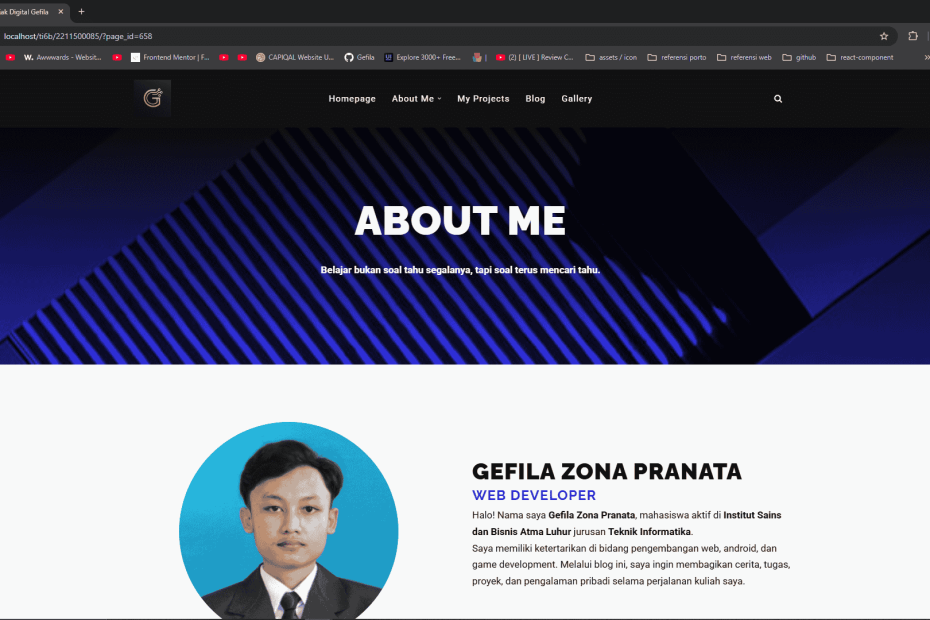 ak Digital Gefila
localhost/ti6b/2211500085/?page_id=658
W. Awwwards - Websit...
Frontend Mentor | F...
CAPIQAL Website U...
Gefila
Explore 3000+ Free...
(2) [ LIVE ] Review C...
assets / icon
referensi porto
referensi web
github
react-component
G
Homepage
About Me
My Projects
Blog
Gallery
ABOUT ME
Belajar bukan soal tahu segalanya, tapi soal terus mencari tahu.
GEFILA ZONA PRANATA
WEB DEVELOPER
Halo! Nama saya Gefila Zona Pranata, mahasiswa aktif di Institut Sains
dan Bisnis Atma Luhur jurusan Teknik Informatika.
Saya memiliki ketertarikan di bidang pengembangan web, android, dan
game development. Melalui blog ini, saya ingin membagikan cerita, tugas,
proyek, dan pengalaman pribadi selama perjalanan kuliah saya.